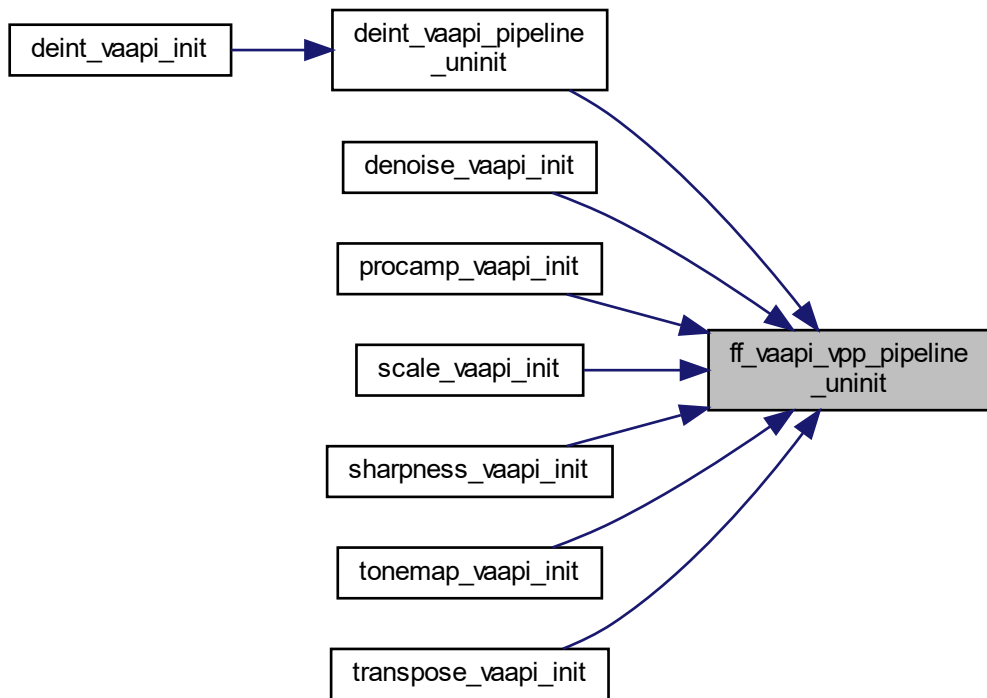 deint_vaapi_init
deint_vaapi_pipeline
_uninit
denoise_vaapi_init
procamp_vaapi_init
scale_vaapi_init
sharpness_vaapi_init
tonemap_vaapi_init
transpose_vaapi_init
ff_vaapi_vpp_pipeline
_uninit